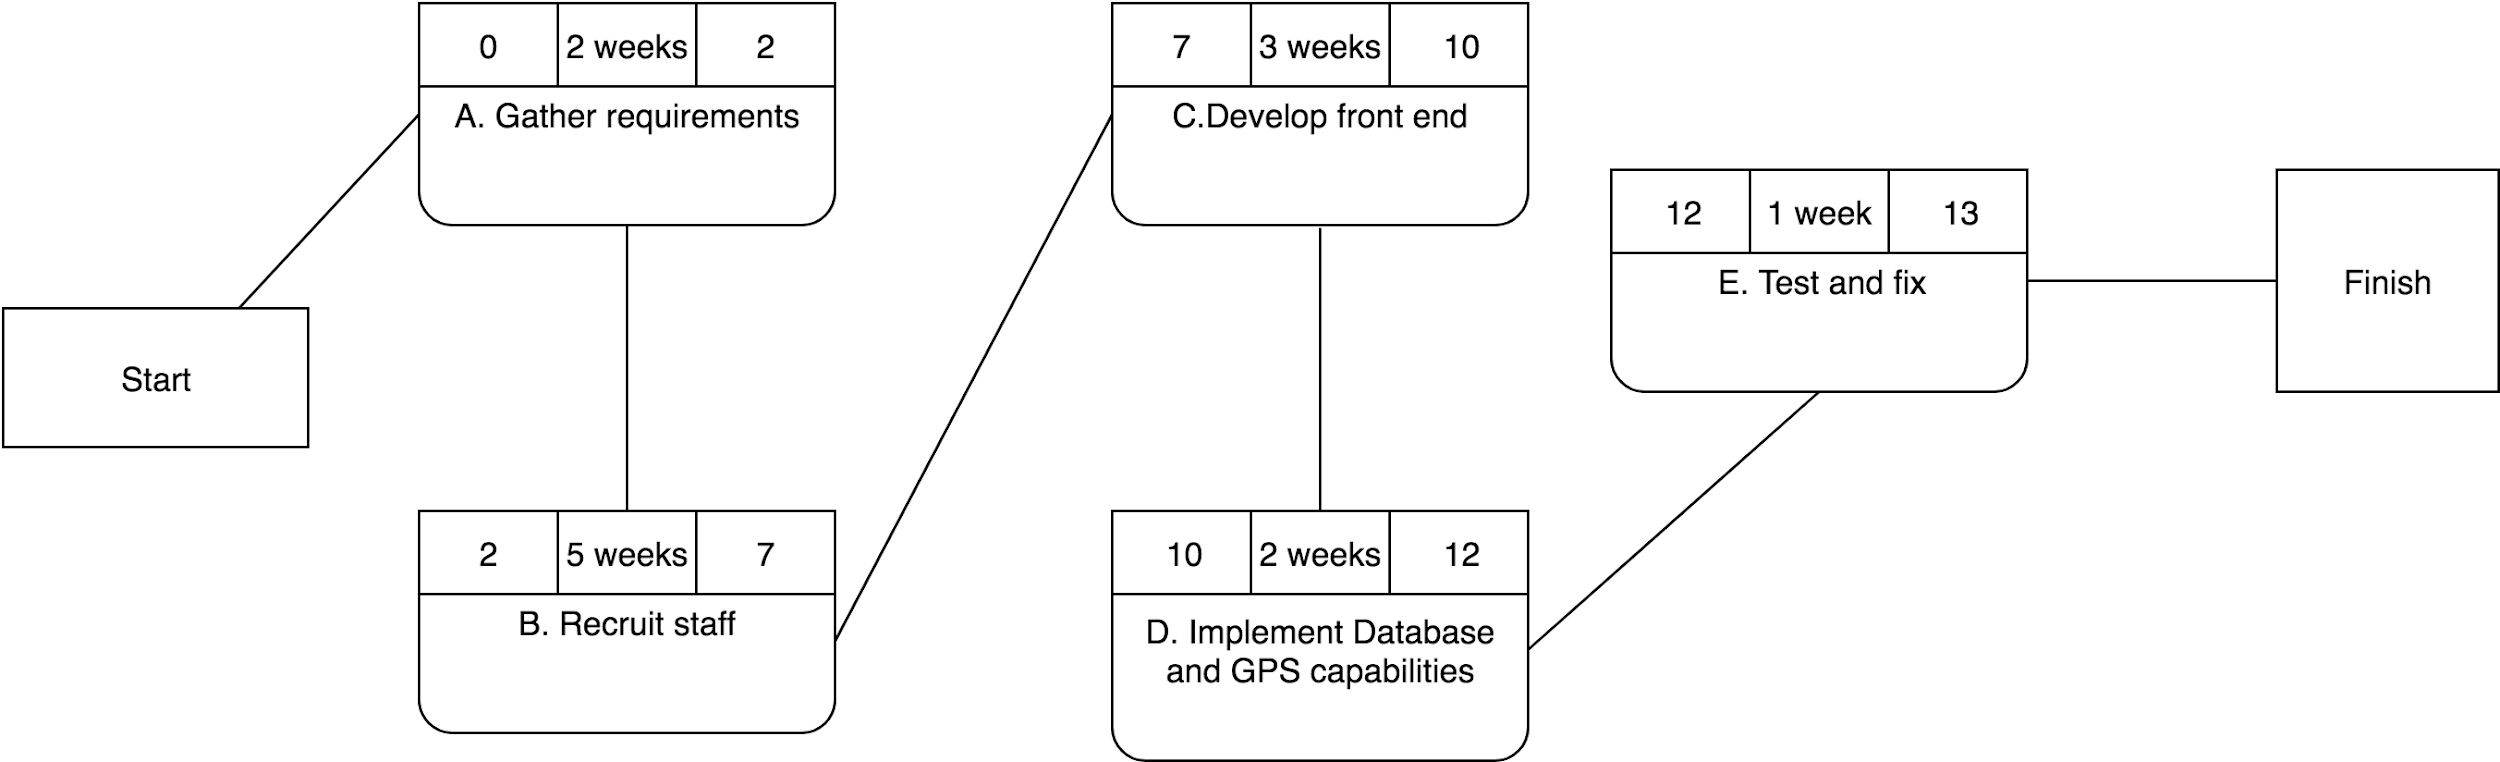 Start
0 2 weeks 2
A. Gather requirements
2 5 weeks 7
B. Recruit staff
7 3 weeks 10
C.Develop front end
10 2 weeks 12
D. Implement Database
and GPS capabilities
12 1 week 13
E. Test and fix
Finish